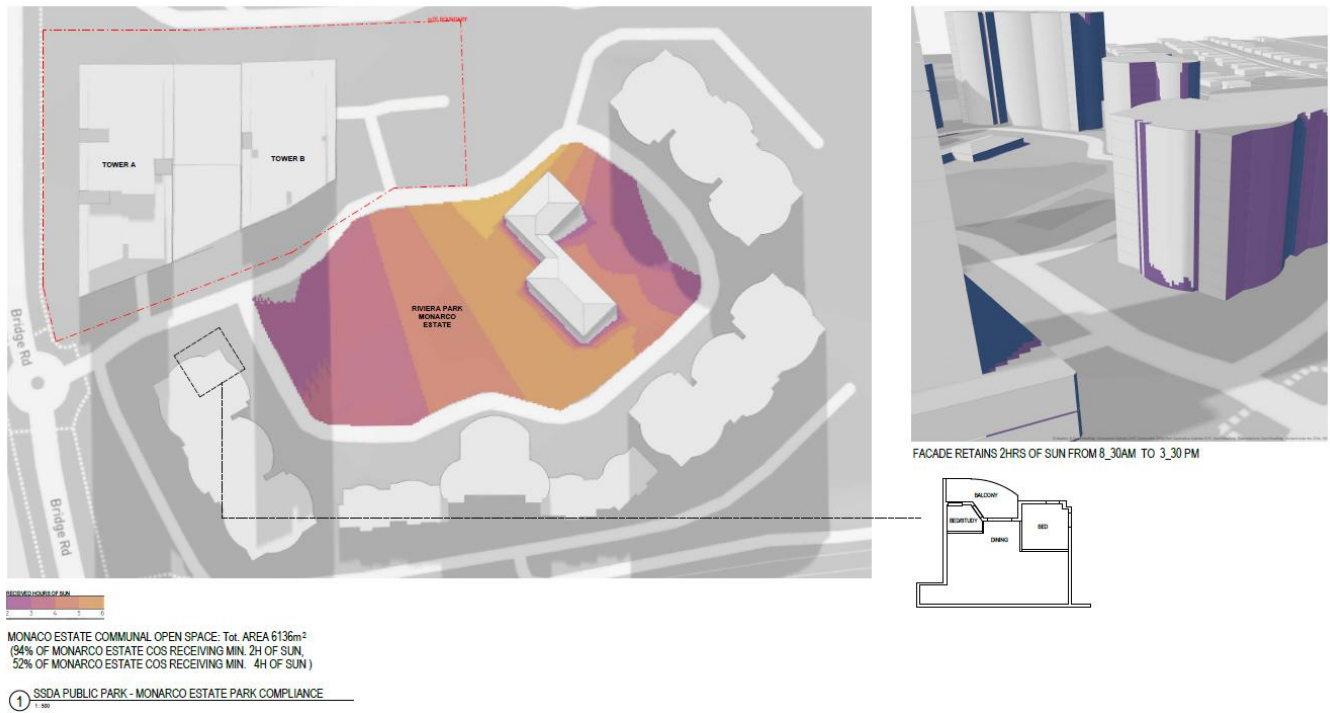 SITE BOUNDARY
TOWER A
TOWER B
RIVIERA PARK
MONARCO
ESTATE
Bridge Rd
Bridge Rd
FACADE RETAINS 2HRS OF SUN FROM 8_30AM TO 3_30 PM
BALCONY
BED/STUDY
DINING
BED
RECEIVED HOURS OF SUN
2 3 4 5 6
MONACO ESTATE COMMUNAL OPEN SPACE: Tot. AREA 6136m²
(94% OF MONARCO ESTATE COS RECEIVING MIN. 2H OF SUN,
52% OF MONARCO ESTATE COS RECEIVING MIN. 4H OF SUN )
1 SSDA PUBLIC PARK - MONARCO ESTATE PARK COMPLIANCE
1 : 500